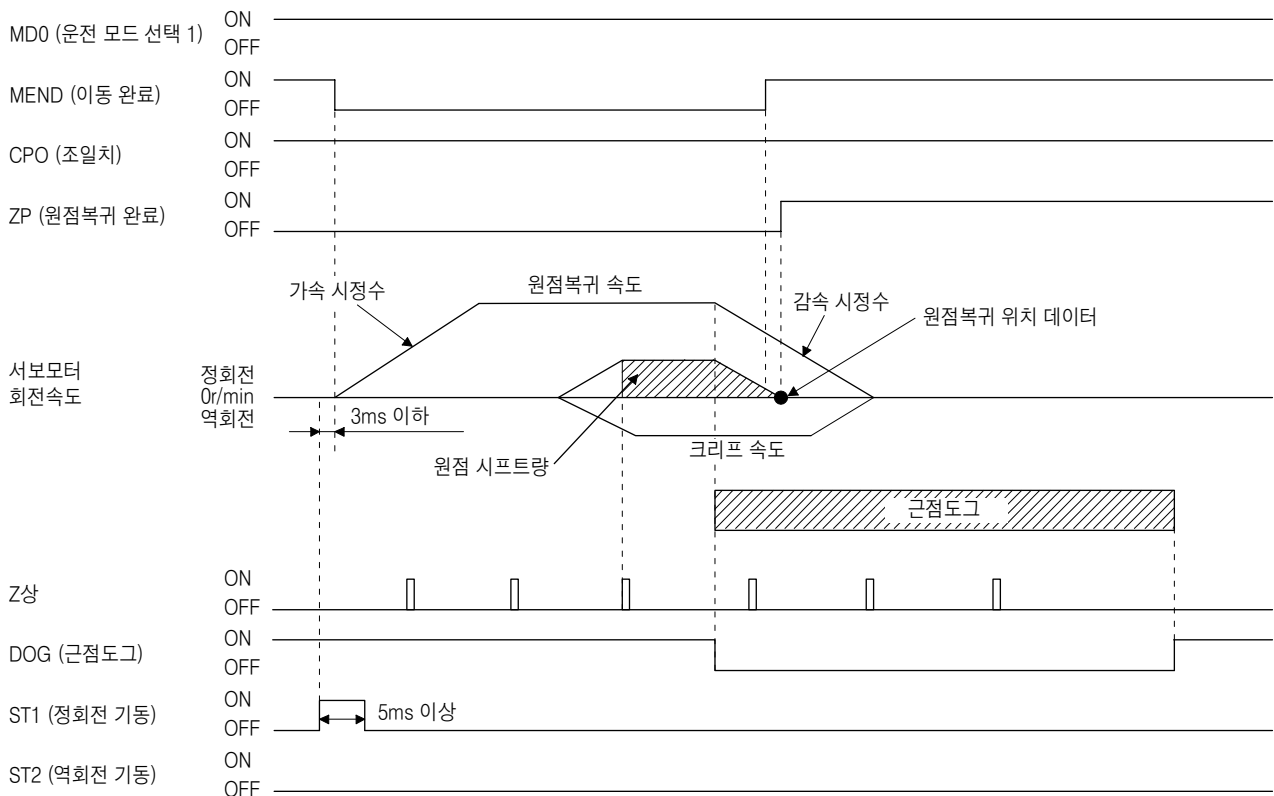 MD0 (운전 모드 선택 1)
ON
OFF
MEND (이동 완료)
ON
OFF
CPO (조일치)
ON
OFF
ZP (원점복귀 완료)
ON
OFF
가속 시정수
원점복귀 속도
감속 시정수
원점복귀 위치 데이터
서보모터
회전속도
정회전
0r/min
역회전
3ms 이하
원점 시프트량
크리프 속도
근점도그
Z상
ON
OFF
DOG (근점도그)
ON
OFF
ST1 (정회전 기동)
ON
OFF
5ms 이상
ST2 (역회전 기동)
ON
OFF